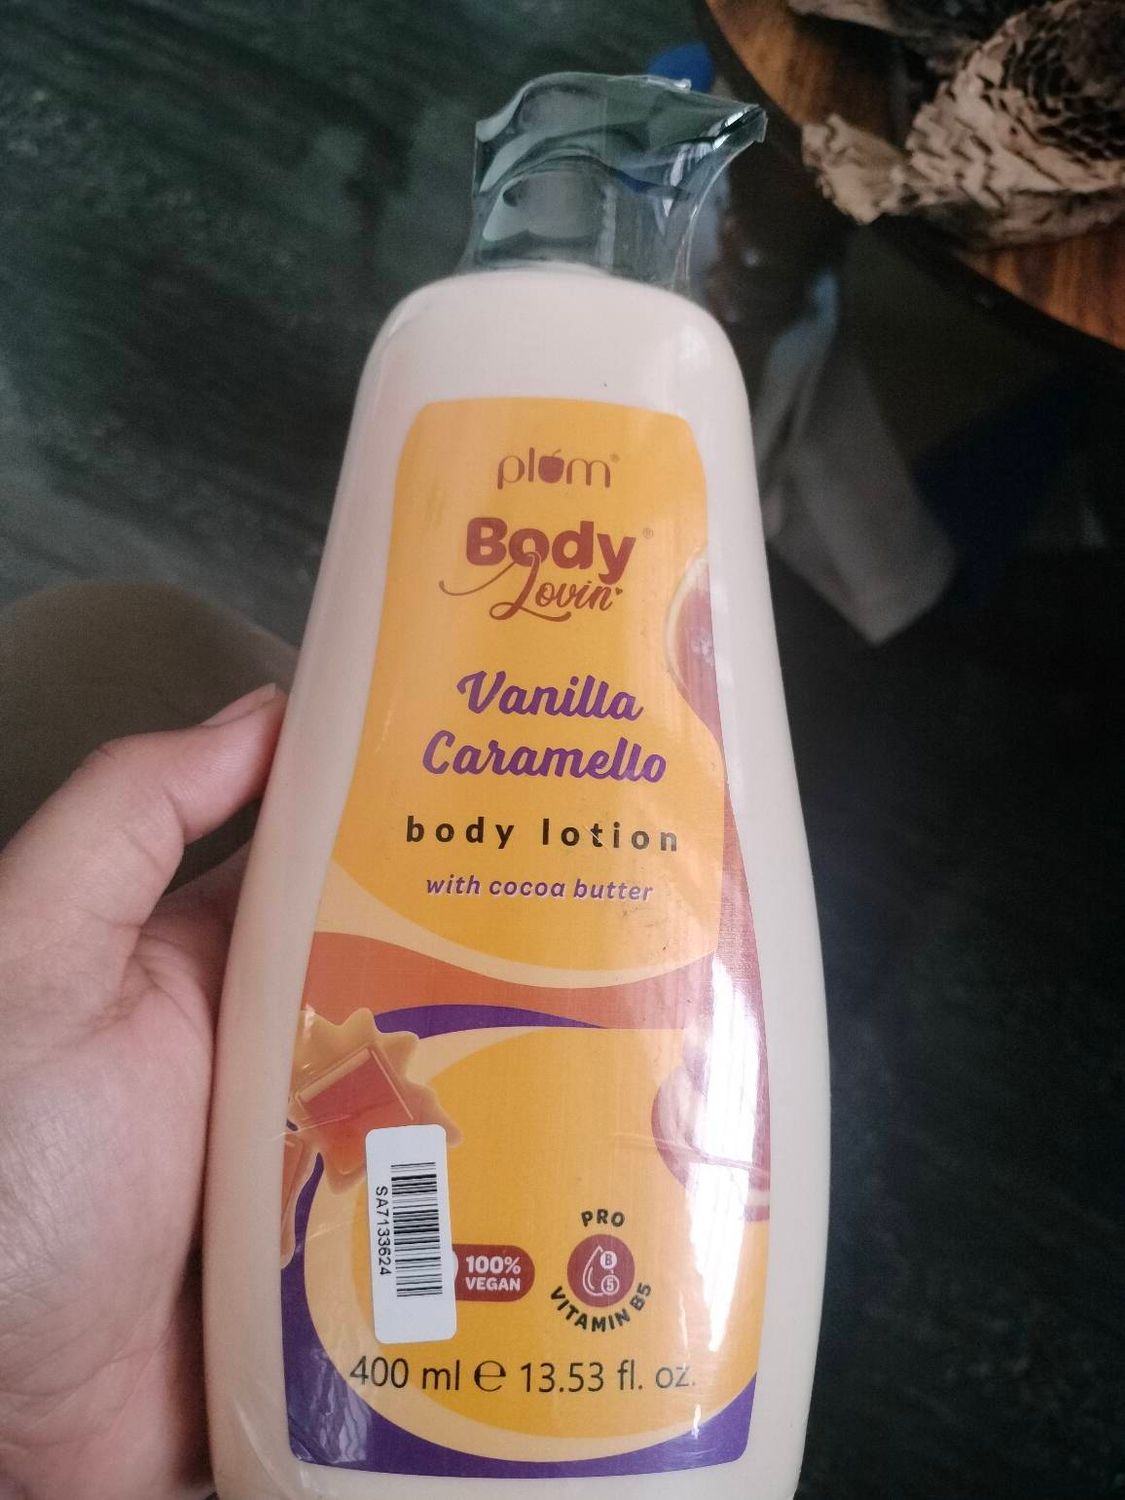 plum®
Body®
Lovin'
Vanilla
Caramello
body lotion
with cocoa butter
SA7133624
100%
VEGAN
PRO
B
5
VITAMIN B5
400 ml ℮ 13.53 fl. oz.